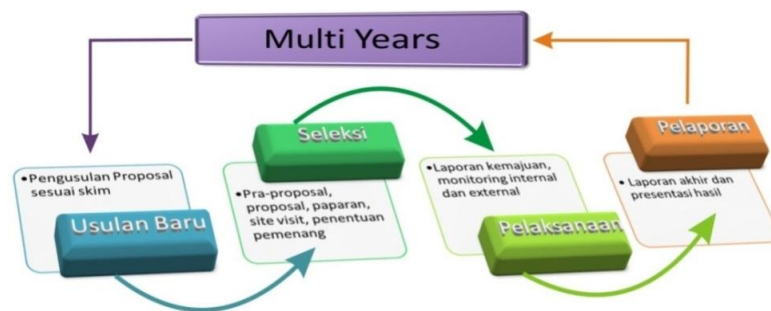 Multi Years
•Pengusulan Proposal
sesuai skim
Usulan Baru
Seleksi
•Pra-proposal,
proposal, paparan,
site visit, penentuan
pemenang
•Laporan kemajuan,
monitoring internal
dan external
Pelaksanaan
Pelaporan
• Laporan akhir dan
presentasi hasil